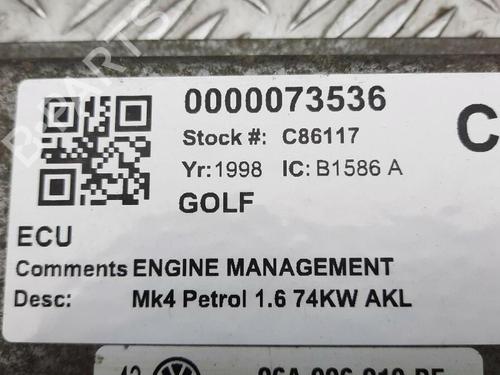 0000073536
C
Stock #: C86117
Yr: 1998 IC: B1586 A
GOLF
ECU
Comments ENGINE MANAGEMENT
Desc: Mk4 Petrol 1.6 74KW AKL
B-PARTS